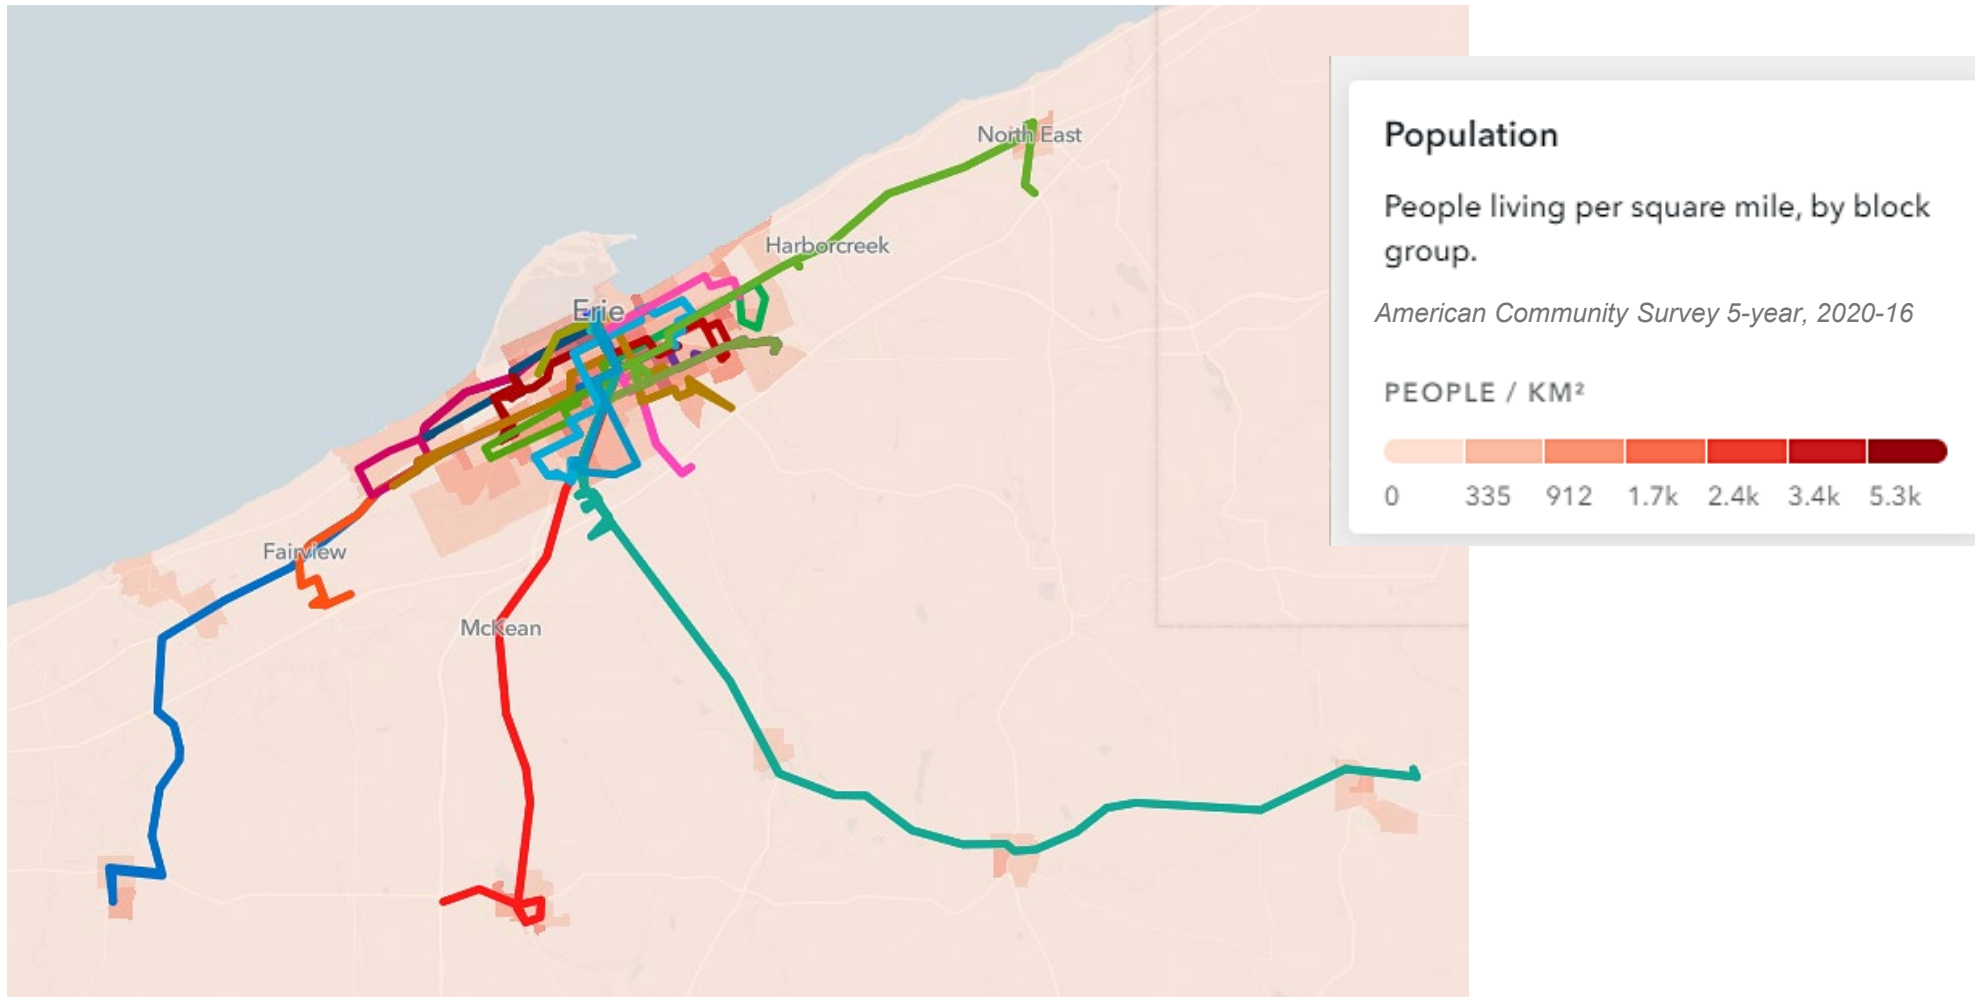 North East
Harborcreek
Erie
Fairview
McKean
Population
People living per square mile, by block
group.
American Community Survey 5-year, 2020-16
PEOPLE / KM²
0 335 912 1.7k 2.4k 3.4k 5.3k